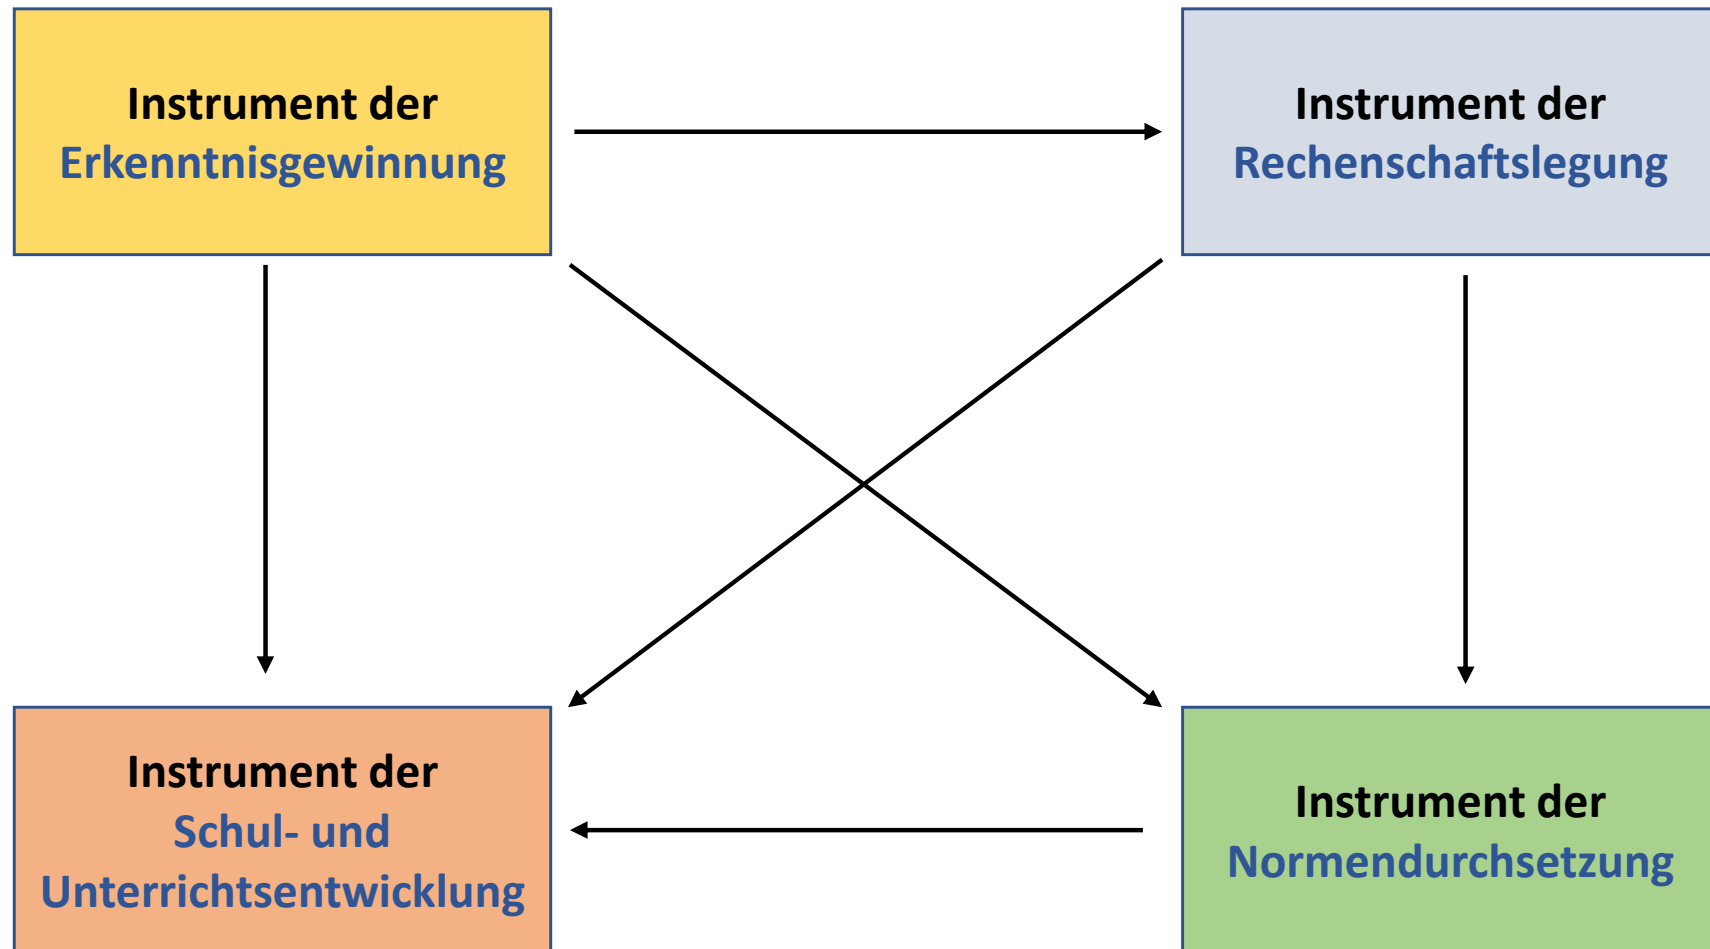 Instrument der
Erkenntnisgewinnung
Instrument der
Rechenschaftslegung
Instrument der
Schul- und
Unterrichtsentwicklung
Instrument der
Normendurchsetzung